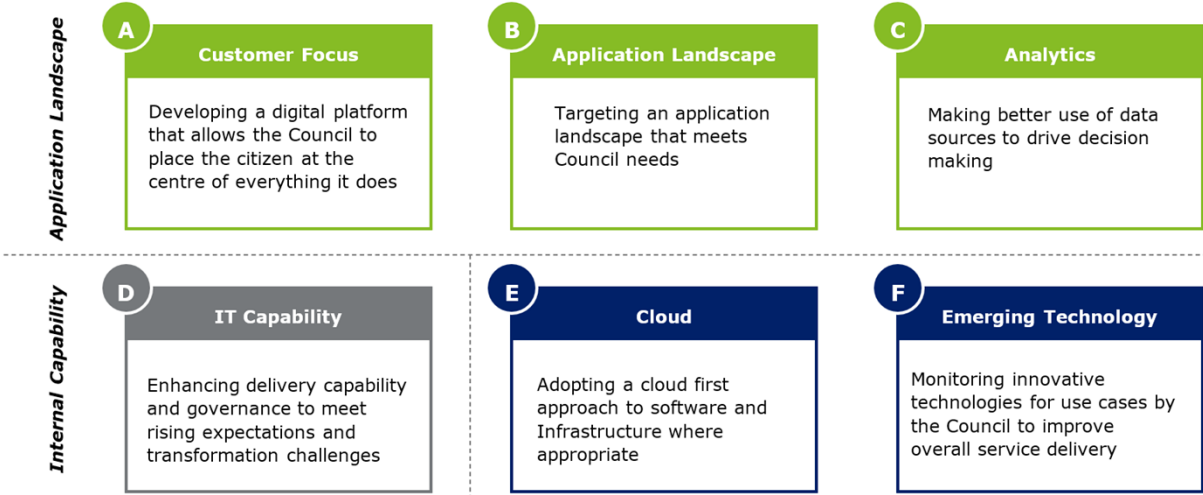 Application Landscape
A
Customer Focus
Developing a digital platform
that allows the Council to
place the citizen at the
centre of everything it does
B
Application Landscape
Targeting an application
landscape that meets
Council needs
C
Analytics
Making better use of data
sources to drive decision
making
Internal Capability
D
IT Capability
Enhancing delivery capability
and governance to meet
rising expectations and
transformation challenges
E
Cloud
Adopting a cloud first
approach to software and
Infrastructure where
appropriate
F
Emerging Technology
Monitoring innovative
technologies for use cases by
the Council to improve
overall service delivery